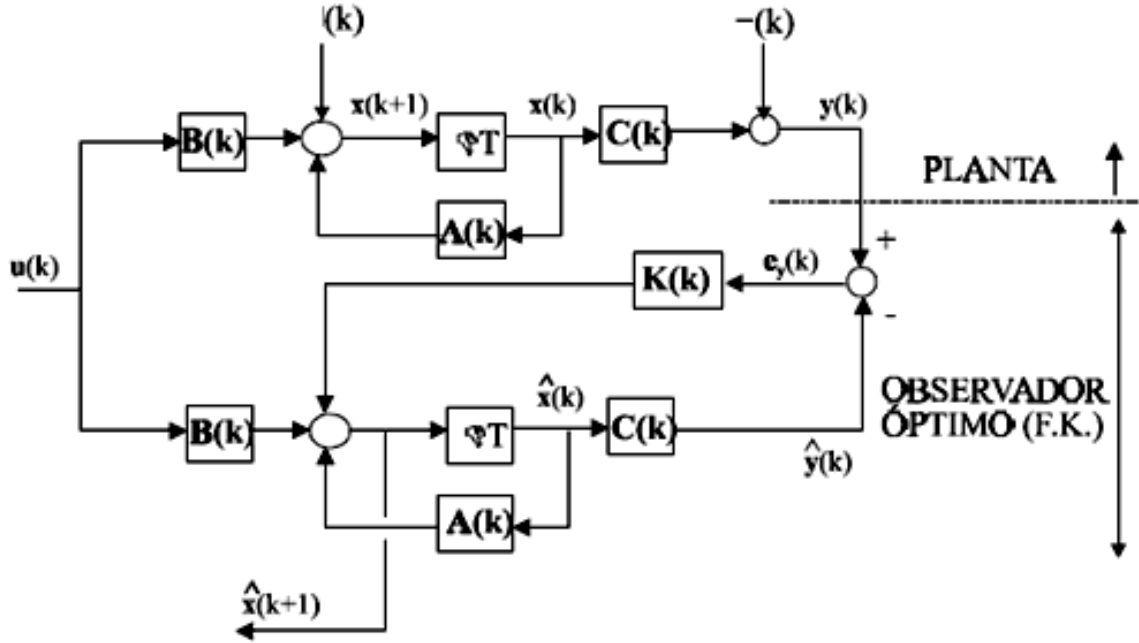 (k)
−(k)
x(k+1)
x(k)
y(k)
B(k)
T
C(k)
PLANTA
A(k)
u(k)
+
K(k)
e_y(k)
-
x̂(k)
OBSERVADOR
ÓPTIMO (F.K.)
B(k)
T
C(k)
ŷ(k)
A(k)
x̂(k+1)